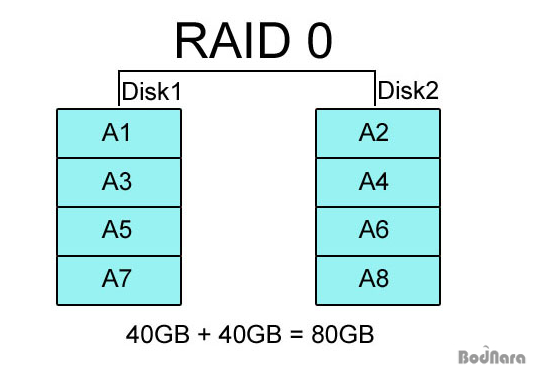 RAID 0
Disk1 Disk2
A1 A2
A3 A4
A5 A6
A7 A8
40GB + 40GB = 80GB
BodNara